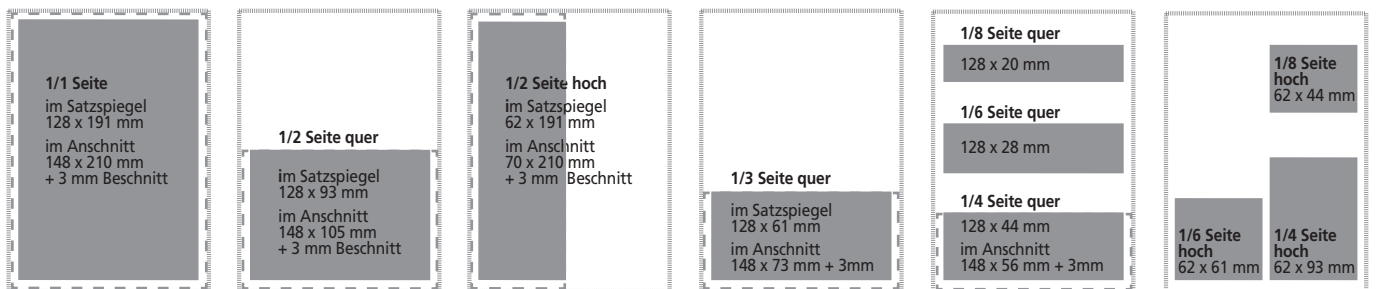 1/1 Seite
im Satzspiegel
128 x 191 mm
im Anschnitt
148 x 210 mm
+ 3 mm Beschnitt
1/2 Seite quer
im Satzspiegel
128 x 93 mm
im Anschnitt
148 x 105 mm
+ 3 mm Beschnitt
1/2 Seite hoch
im Satzspiegel
62 x 191 mm
im Anschnitt
70 x 210 mm
+ 3 mm Beschnitt
1/3 Seite quer
im Satzspiegel
128 x 61 mm
im Anschnitt
148 x 73 mm + 3mm
1/8 Seite quer
128 x 20 mm
1/6 Seite quer
128 x 28 mm
1/4 Seite quer
128 x 44 mm
im Anschnitt
148 x 56 mm + 3mm
1/8 Seite
hoch
62 x 44 mm
1/6 Seite
hoch
62 x 61 mm
1/4 Seite
hoch
62 x 93 mm